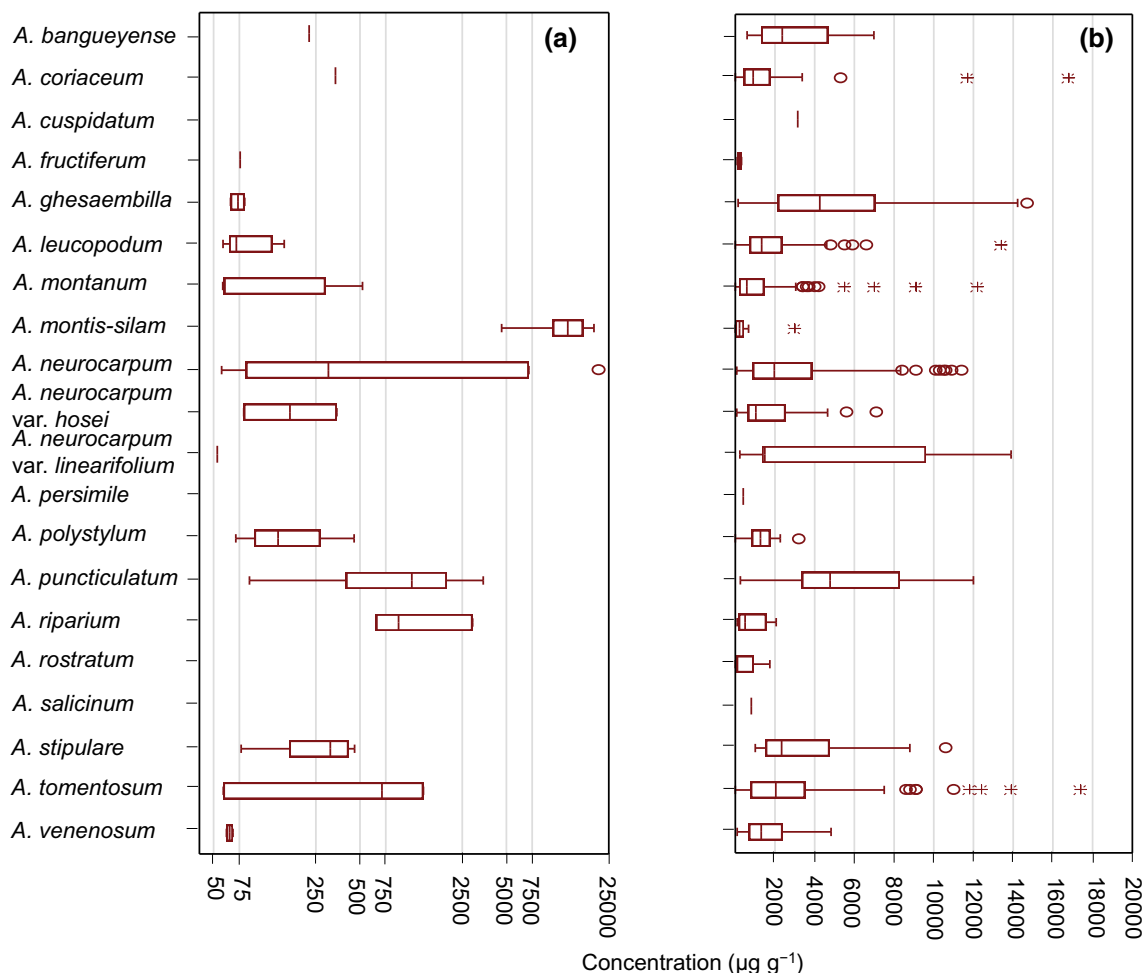 (a)
(b)
A. bangueyense
A. coriaceum
A. cuspidatum
A. fructiferum
A. ghesaembilla
A. leucopodum
A. montanum
A. montis-silam
A. neurocarpum
A. neurocarpum
var. hosei
A. neurocarpum
var. linearifolium
A. persimile
A. polystylum
A. puncticulatum
A. riparium
A. rostratum
A. salicinum
A. stipulare
A. tomentosum
A. venenosum
50
75
250
500
750
2500
5000
7500
25000
2000
4000
6000
8000
10000
12000
14000
16000
18000
20000
Concentration (µg g⁻¹)